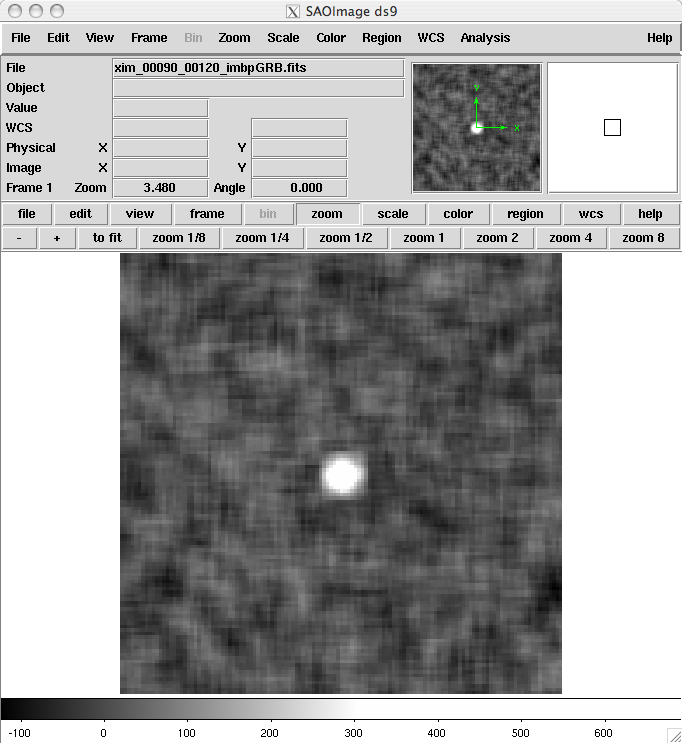 SAOImage ds9
File Edit View Frame Bin Zoom Scale Color Region WCS Analysis Help
File xim_00090_00120_imbpGRB.fits
Object
Value
WCS
Physical X Y
Image X Y
Frame 1 Zoom 3.480 Angle 0.000
Y
X
file edit view frame bin zoom scale color region wcs help
- + to fit zoom 1/8 zoom 1/4 zoom 1/2 zoom 1 zoom 2 zoom 4 zoom 8
-100 0 100 200 300 400 500 600